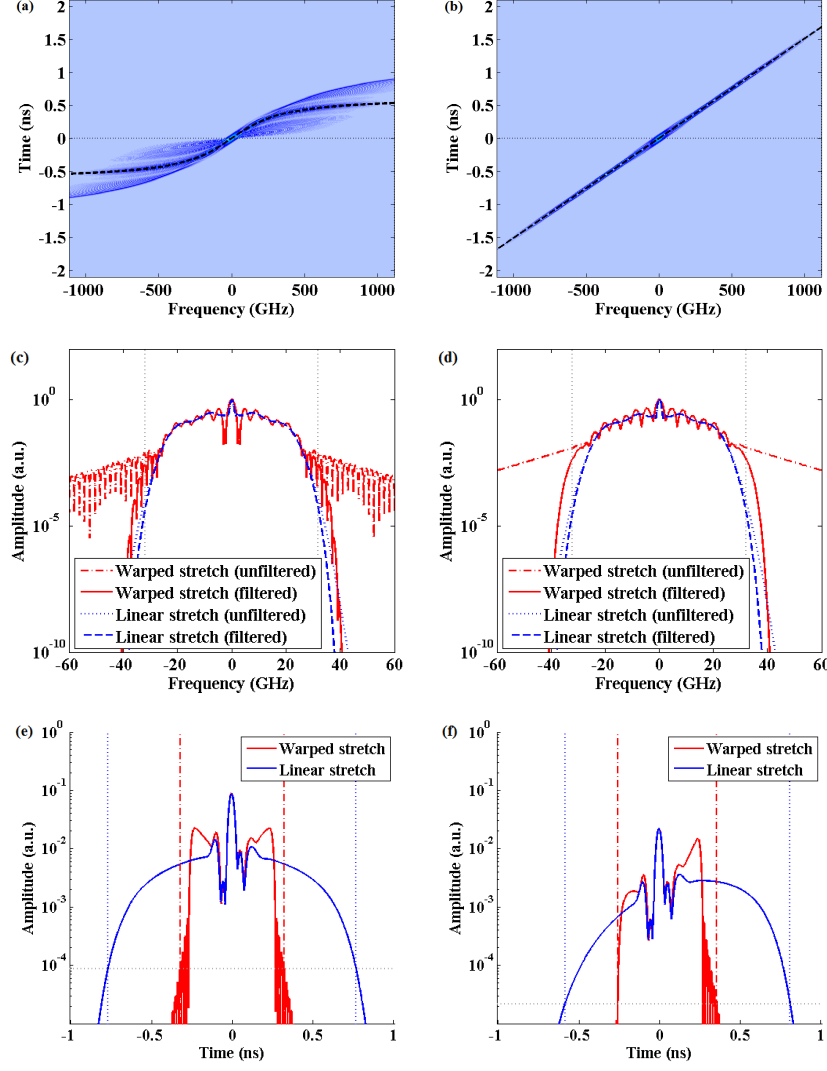 (a)
2
1.5
1
0.5
0
-0.5
-1
-1.5
-2
Time (ns)
-1000 -500 0 500 1000
Frequency (GHz)
(b)
2
1.5
1
0.5
0
-0.5
-1
-1.5
-2
Time (ns)
-1000 -500 0 500 1000
Frequency (GHz)
(c)
10^0
10^-5
10^-10
Amplitude (a.u.)
Warped stretch (unfiltered)
Warped stretch (filtered)
Linear stretch (unfiltered)
Linear stretch (filtered)
-60 -40 -20 0 20 40 60
Frequency (GHz)
(d)
10^0
10^-5
10^-10
Amplitude (a.u.)
Warped stretch (unfiltered)
Warped stretch (filtered)
Linear stretch (unfiltered)
Linear stretch (filtered)
-60 -40 -20 0 20 40 60
Frequency (GHz)
(e)
10^0
10^-1
10^-2
10^-3
10^-4
Amplitude (a.u.)
Warped stretch
Linear stretch
-1 -0.5 0 0.5 1
Time (ns)
(f)
10^0
10^-1
10^-2
10^-3
10^-4
Amplitude (a.u.)
Warped stretch
Linear stretch
-1 -0.5 0 0.5 1
Time (ns)